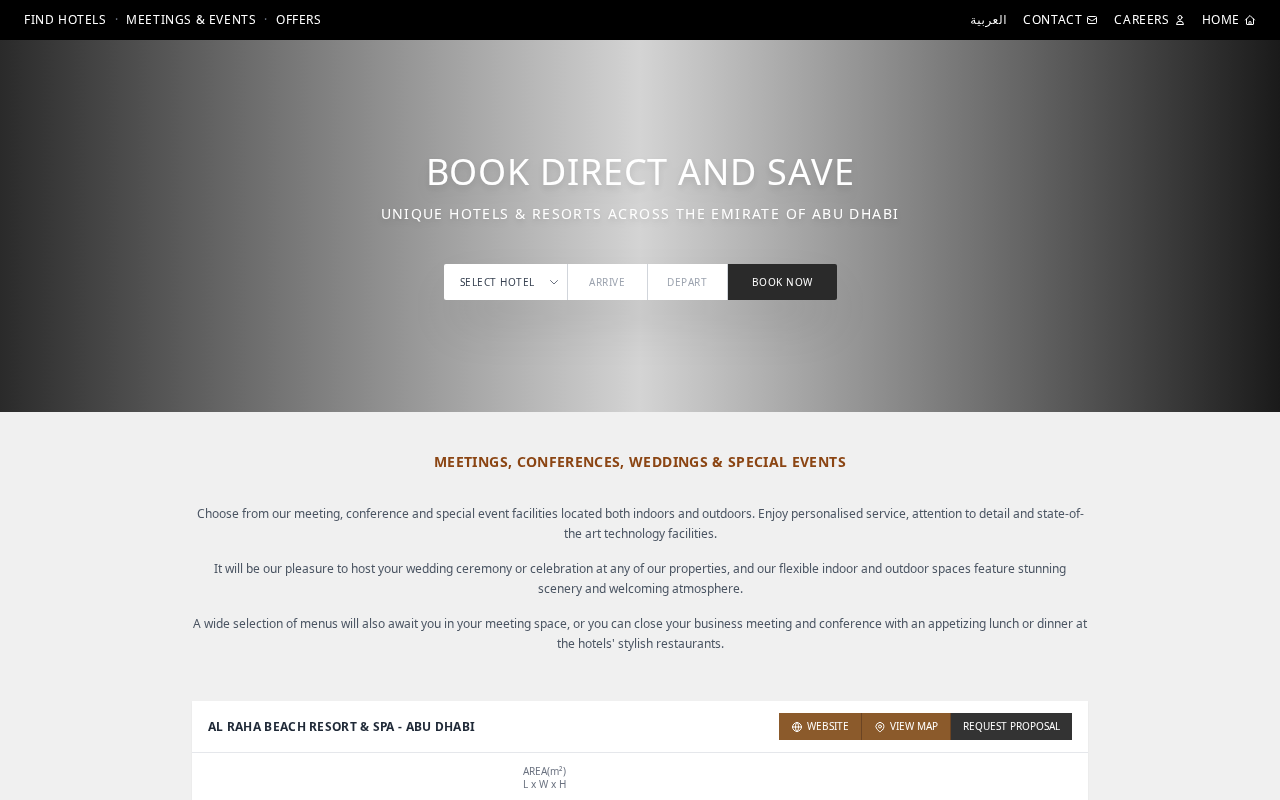 FIND HOTELS · MEETINGS & EVENTS · OFFERS
العربية CONTACT CAREERS HOME
BOOK DIRECT AND SAVE
UNIQUE HOTELS & RESORTS ACROSS THE EMIRATE OF ABU DHABI
SELECT HOTEL ARRIVE DEPART BOOK NOW
MEETINGS, CONFERENCES, WEDDINGS & SPECIAL EVENTS
Choose from our meeting, conference and special event facilities located both indoors and outdoors. Enjoy personalised service, attention to detail and state-of-
the art technology facilities.
It will be our pleasure to host your wedding ceremony or celebration at any of our properties, and our flexible indoor and outdoor spaces feature stunning
scenery and welcoming atmosphere.
A wide selection of menus will also await you in your meeting space, or you can close your business meeting and conference with an appetizing lunch or dinner at
the hotels' stylish restaurants.
AL RAHA BEACH RESORT & SPA - ABU DHABI WEBSITE VIEW MAP REQUEST PROPOSAL
AREA(m²)
L x W x H